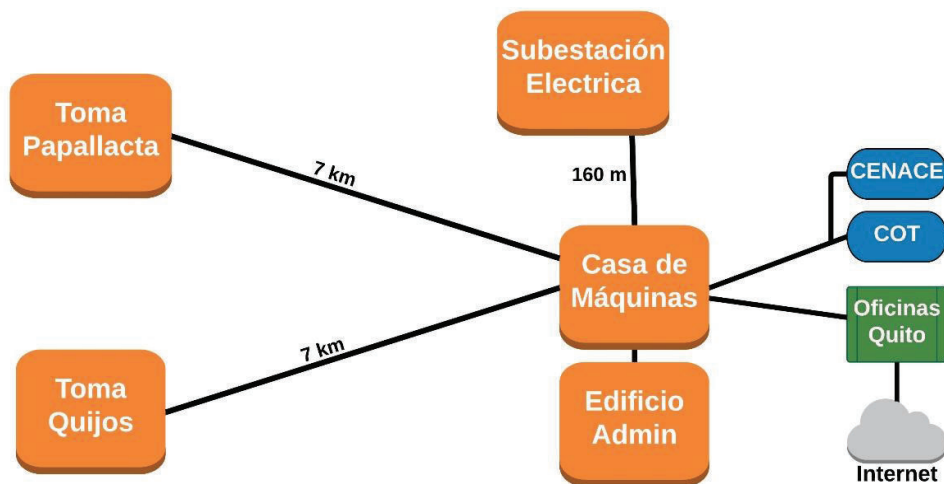 Subestación
Electrica
Toma
Papallacta
7 km
160 m
CENACE
COT
Casa de
Máquinas
Oficinas
Quito
7 km
Toma
Quijos
Edificio
Admin
Internet